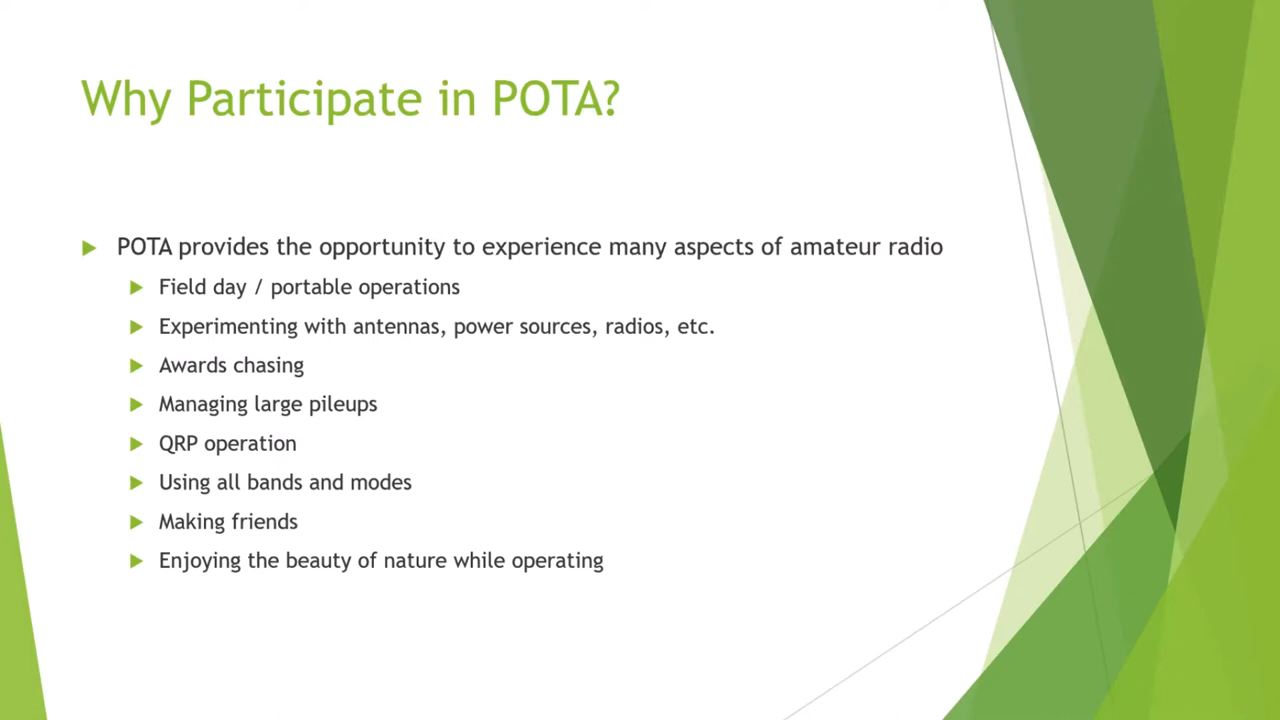 Why Participate in POTA?
POTA provides the opportunity to experience many aspects of amateur radio
Field day / portable operations
Experimenting with antennas, power sources, radios, etc.
Awards chasing
Managing large pileups
QRP operation
Using all bands and modes
Making friends
Enjoying the beauty of nature while operating